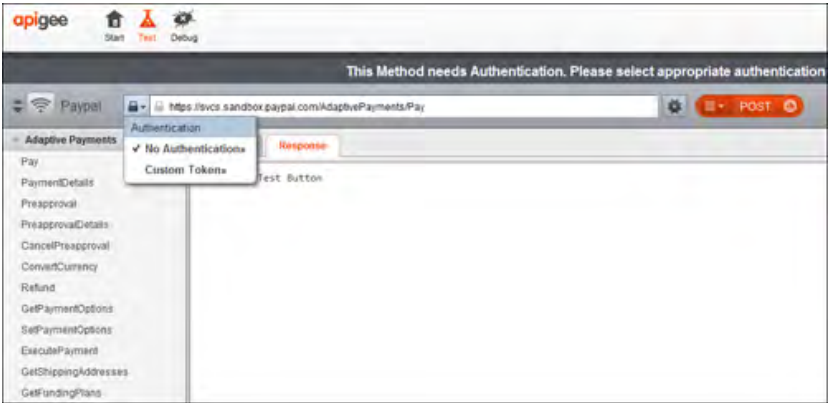 apigee
Start Test Debug
This Method needs Authentication. Please select appropriate authentication
Paypal https://svcs.sandbox.paypal.com/AdaptivePayments/Pay POST
Authentication
Adaptive Payments ✓ No Authentication» Response
Custom Token»
Pay Test Button
PaymentDetails
Preapproval
PreapprovalDetails
CancelPreapproval
ConvertCurrency
Refund
GetPaymentOptions
SetPaymentOptions
ExecutePayment
GetShippingAddresses
GetFundingPlans